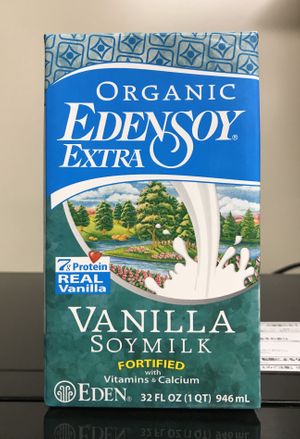 ORGANIC
EDENSOY®
EXTRA
7g Protein
REAL
Vanilla
VANILLA
SOYMILK
FORTIFIED
with
Vitamins & Calcium
EDEN®
32 FL OZ (1 QT) 946 mL